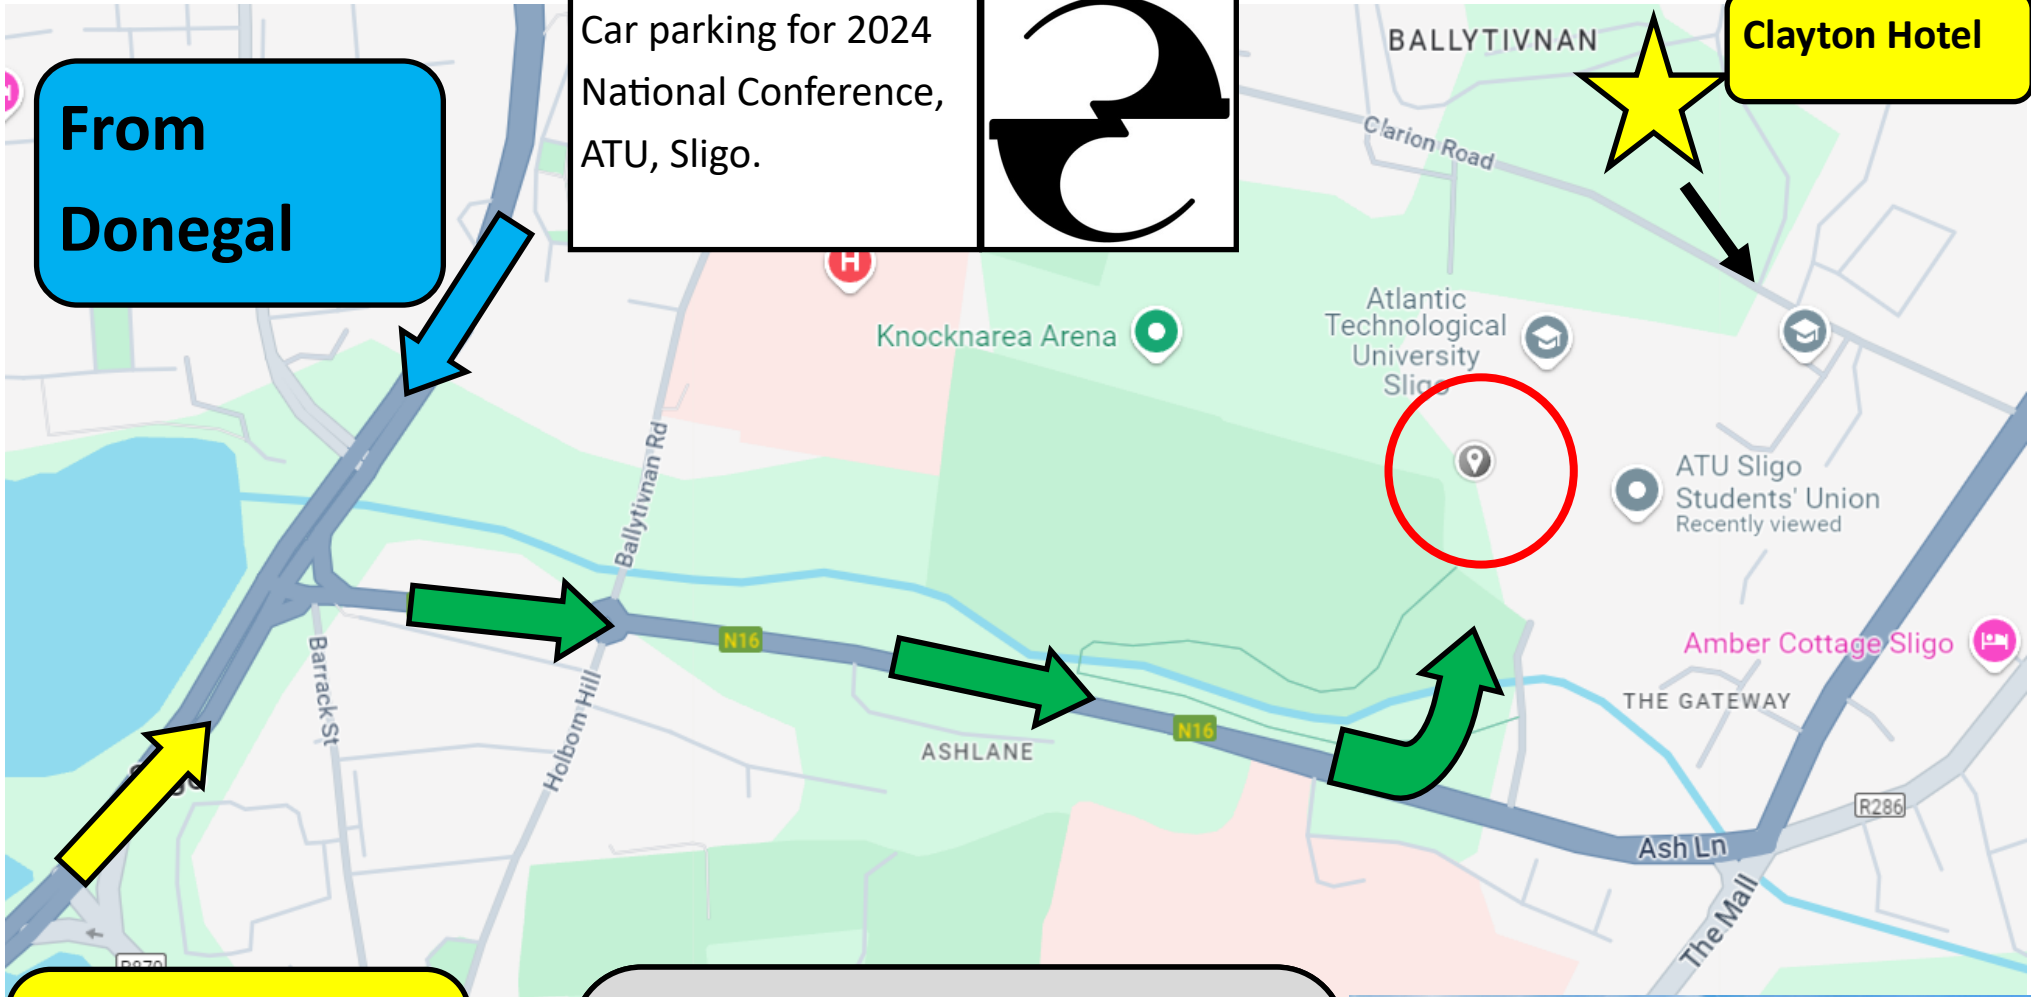 Car parking for 2024
National Conference,
ATU, Sligo.
BALLYTIVNAN
Clayton Hotel
From
Donegal
Clarion Road
H
Knocknarea Arena
Atlantic
Technological
University
Sligo
Ballytivnan Rd
ATU Sligo
Students' Union
Recently viewed
N16
Barrack St
Holborn Hill
Amber Cottage Sligo
THE GATEWAY
N16
ASHLANE
R286
Ash Ln
The Mall